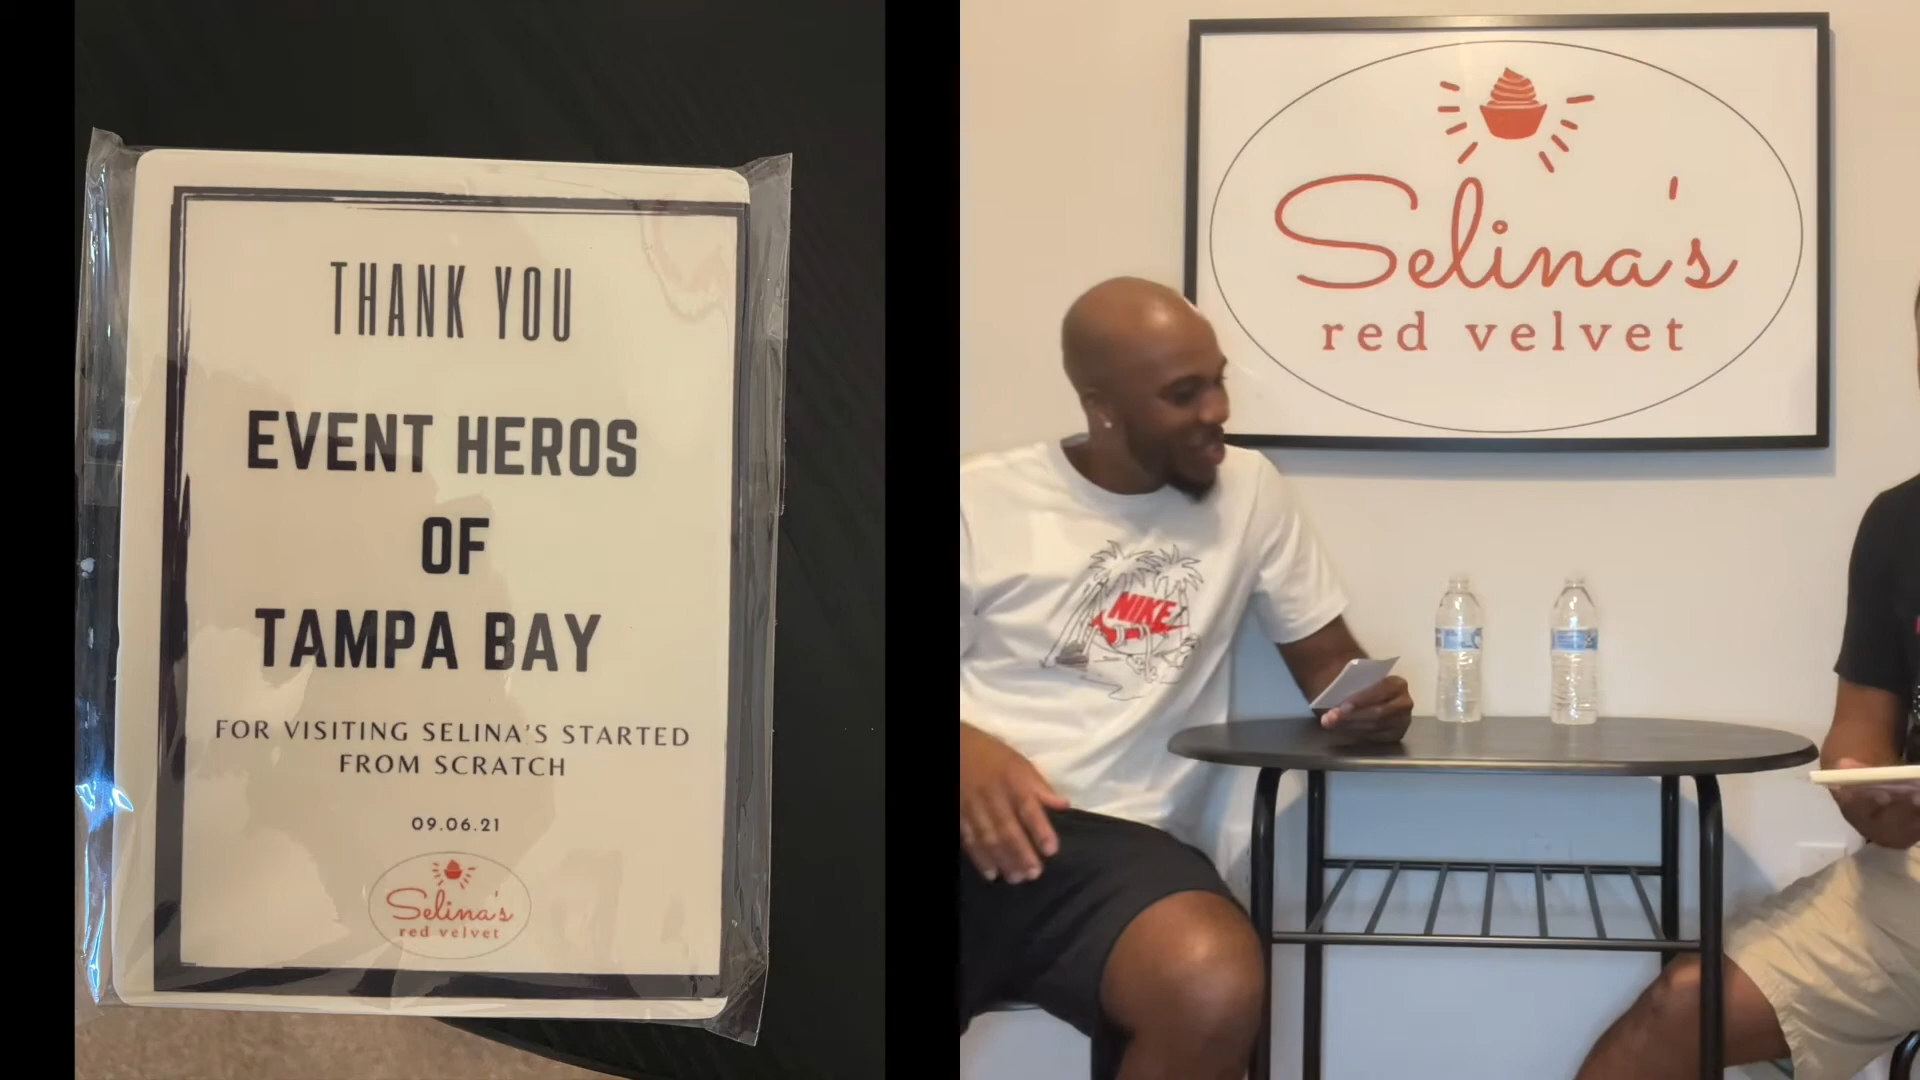 THANK YOU
EVENT HEROS
OF
TAMPA BAY
FOR VISITING SELINA'S STARTED
FROM SCRATCH
09.06.21
Selina's
red velvet
Selina's
red velvet
NIKE